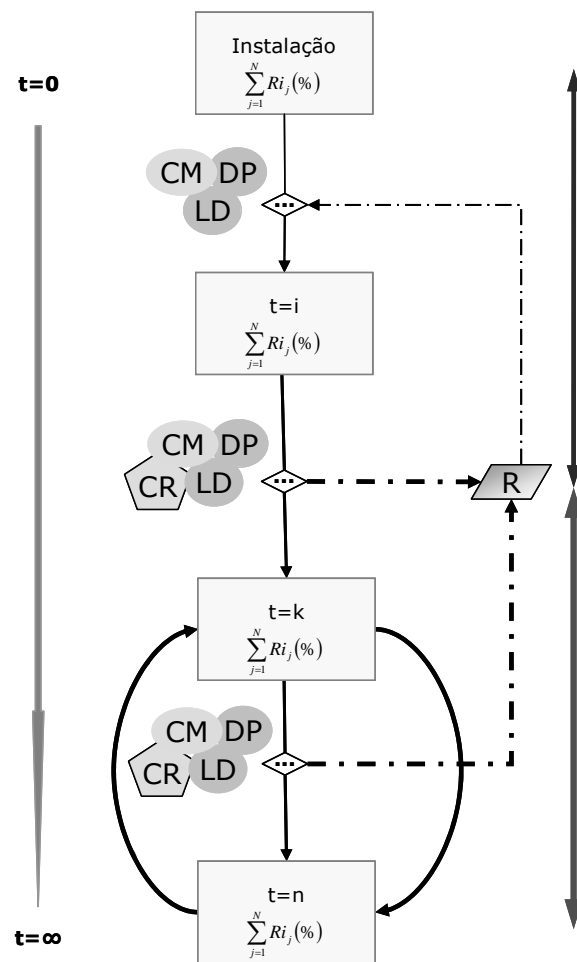 Instalação
N
∑ Ri_j(%)
j=1
t=0
CM DP
LD
...
t=i
N
∑ Ri_j(%)
j=1
CM DP
CR LD
...
R
t=k
N
∑ Ri_j(%)
j=1
CM DP
CR LD
...
t=n
N
∑ Ri_j(%)
j=1
t=∞